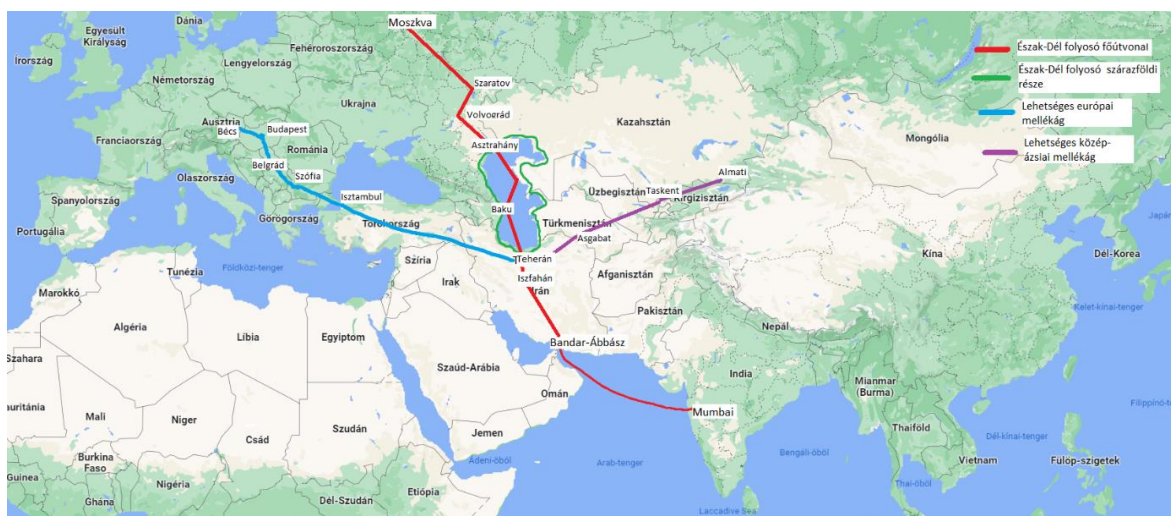 Moszkva
Dánia
Egyesült
Királyság
Írország
Fehéroroszország
Lengyelország
Németország
Szaratov
Ukrajna
Volvográd
Ausztria
Bécs
Budapest
Franciaország
Románia
Asztrahány
Kazahsztán
Mongólia
Belgrád
Szófia
Olaszország
Almati
Isztambul
Baku
Üzbegisztán
Taskent
Kirgizisztán
Spanyolország
Görögország
Törökország
Türkmenisztán
Portugália
Asgabat
Teherán
Dél-Korea
Kína
Szíria
Tunézia
Földközi-tenger
Iszfahán
Irán
Afganisztán
Irak
Marokkó
Kelet-kínai-tenger
Pakisztán
Algéria
Líbia
Egyiptom
Nepál
Bandar-Ábbász
Szahara
Szaúd-Arábia
India
Omán
Mianmar
(Burma)
Mumbai
Mali
Niger
Szudán
Csád
Jemen
Thaiföld
Dél-kínai-tenger
Burkina
Faso
Ádeni-öböl
Arab-tenger
Bengáli-öböl
Vietnam
Fülöp-szigetek
Guinea
Nigéria
Etiópia
Thai-öböl
Ghána
Dél-Szudán
Laccadive Sea
Észak-Dél folyosó főútvonal
Észak-Dél folyosó szárazföldi
része
Lehetséges európai
mellékág
Lehetséges közép-
ázsiai mellékág